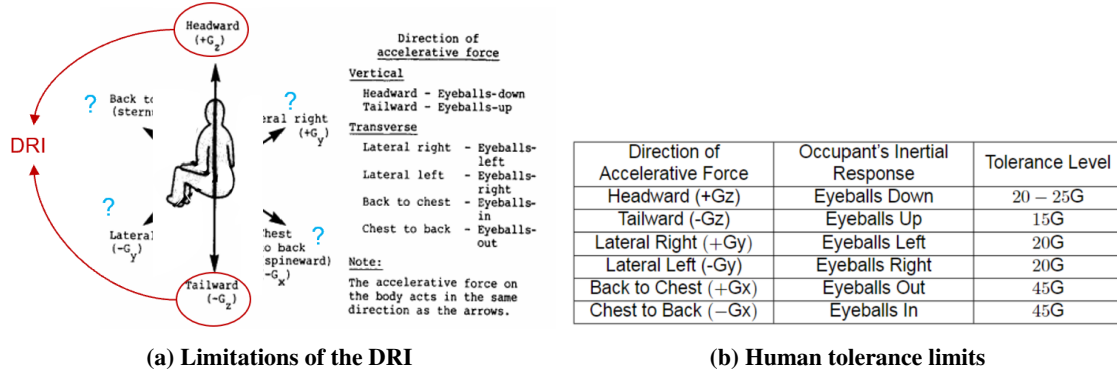 Headward
(+Gz)
Direction of
accelerative force
Vertical
Headward - Eyeballs-down
Tailward - Eyeballs-up
? Back to
(stern
?
eral right
(+Gy)
DRI
Transverse
Lateral right - Eyeballs-
left
Lateral left - Eyeballs-
right
Back to chest - Eyeballs-
in
Chest to back - Eyeballs-
out
?
Lateral
(-Gy)
Chest ?
to back
spineward)
-Gx)
Tailward
(-Gz)
Note:
The accelerative force on
the body acts in the same
direction as the arrows.
(a) Limitations of the DRI
Direction of Accelerative Force Occupant's Inertial Response Tolerance Level
Headward (+Gz) Eyeballs Down 20 − 25G
Tailward (-Gz) Eyeballs Up 15G
Lateral Right (+Gy) Eyeballs Left 20G
Lateral Left (-Gy) Eyeballs Right 20G
Back to Chest (+Gx) Eyeballs Out 45G
Chest to Back (−Gx) Eyeballs In 45G
(b) Human tolerance limits